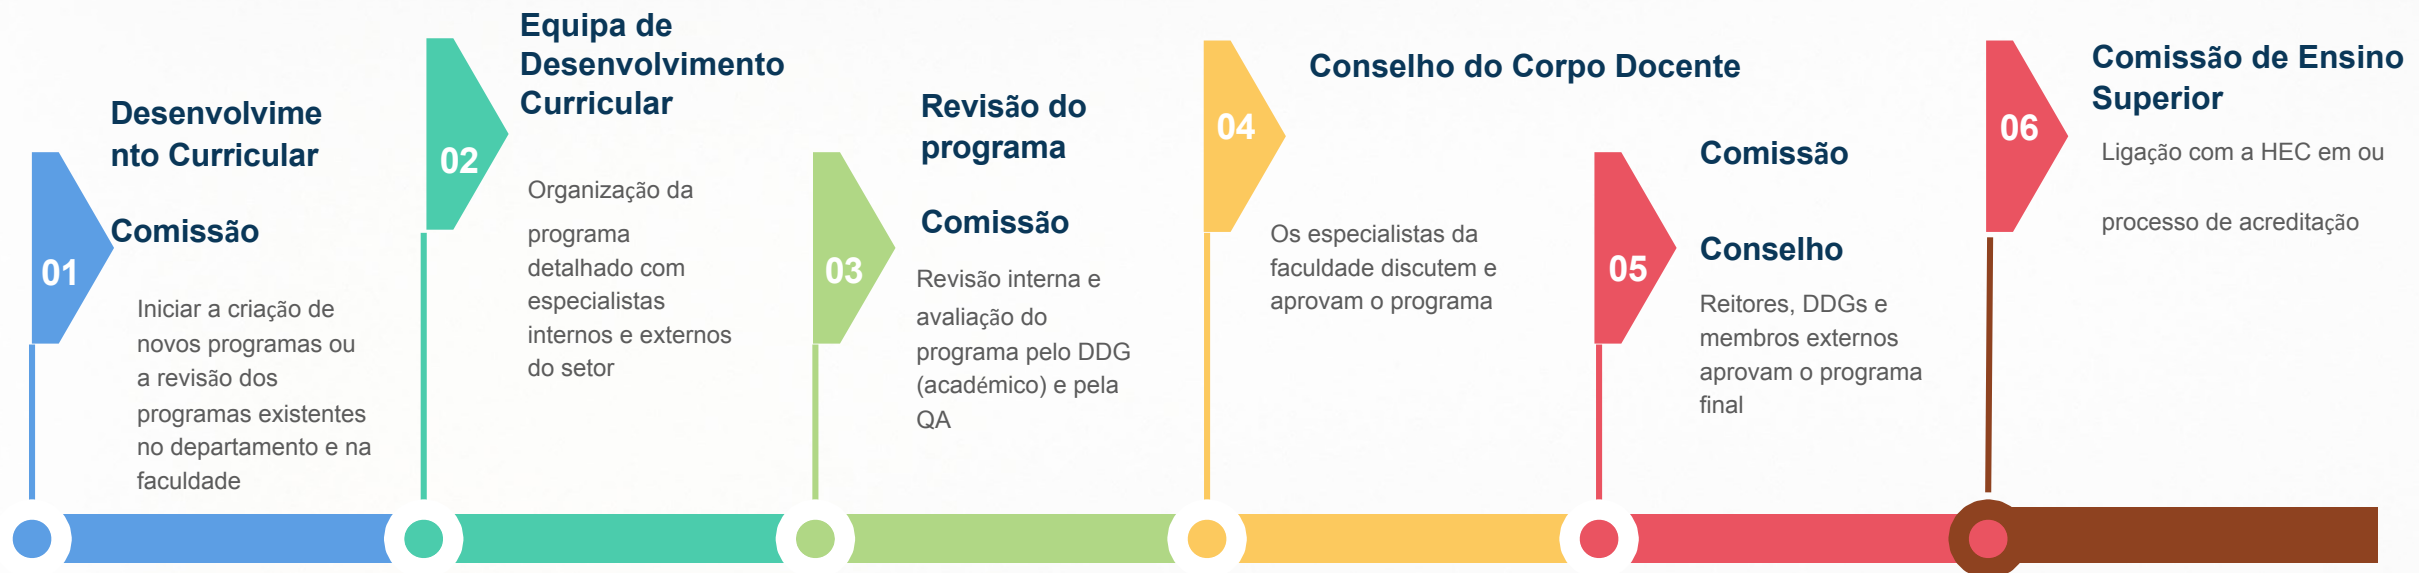 01
Desenvolvime
nto Curricular
Comissão
Iniciar a criação de
novos programas ou
a revisão dos
programas existentes
no departamento e na
faculdade
02
Equipa de
Desenvolvimento
Curricular
Organização da
programa
detalhado com
especialistas
internos e externos
do setor
03
Revisão do
programa
Comissão
Revisão interna e
avaliação do
programa pelo DDG
(académico) e pela
QA
04
Conselho do Corpo Docente
Os especialistas da
faculdade discutem e
aprovam o programa
05
Comissão
Conselho
Reitores, DDGs e
membros externos
aprovam o programa
final
06
Comissão de Ensino
Superior
Ligação com a HEC em ou
processo de acreditação